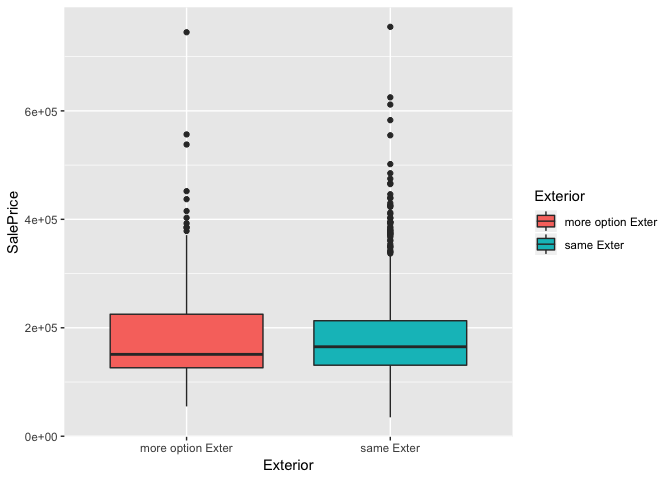 SalePrice
6e+05
4e+05
2e+05
0e+00
more option Exter
same Exter
Exterior
Exterior
more option Exter
same Exter